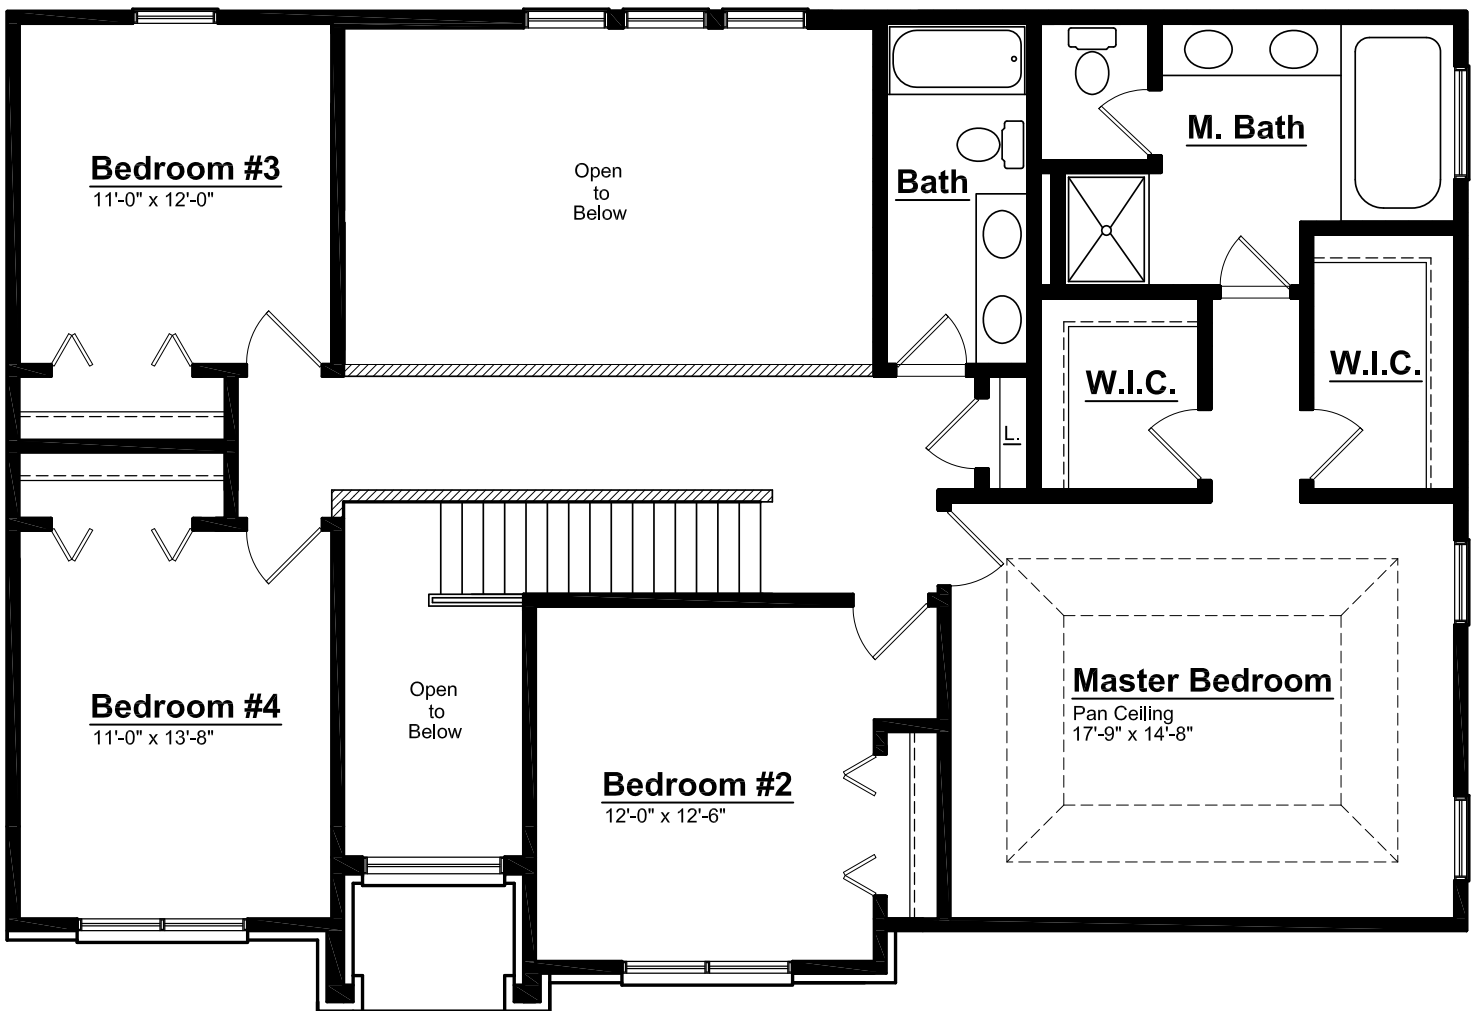 Bedroom #3
11'-0" x 12'-0"
Open
to
Below
Bath
M. Bath
W.I.C.
W.I.C.
L.
Bedroom #4
11'-0" x 13'-8"
Open
to
Below
Bedroom #2
12'-0" x 12'-6"
Master Bedroom
Pan Ceiling
17'-9" x 14'-8"